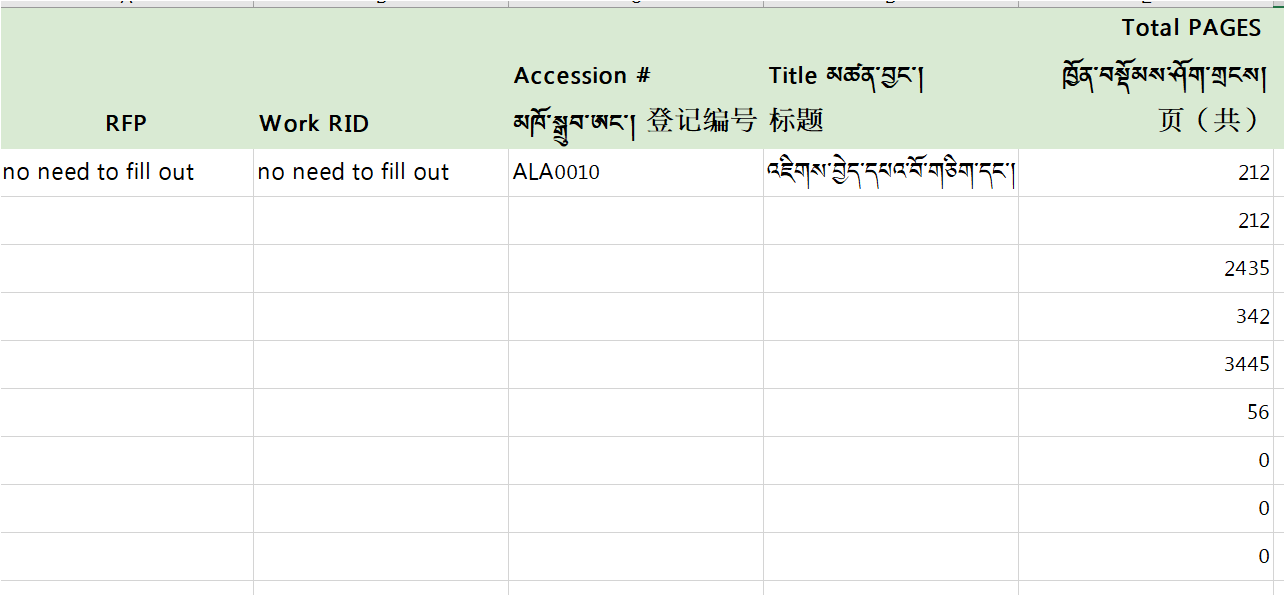 Total PAGES
Accession # Title མཚན་བྱང་། ཁྱོན་བསྡོམས་ཤོག་གྲངས།
RFP Work RID མཁོ་སྒྲུབ་ཨང་། 登记编号 标题 页（共）
no need to fill out no need to fill out ALA0010 འཇིགས་བྱེད་དཔའ་བོ་གཅིག་དང་། 212
212
2435
342
3445
56
0
0
0